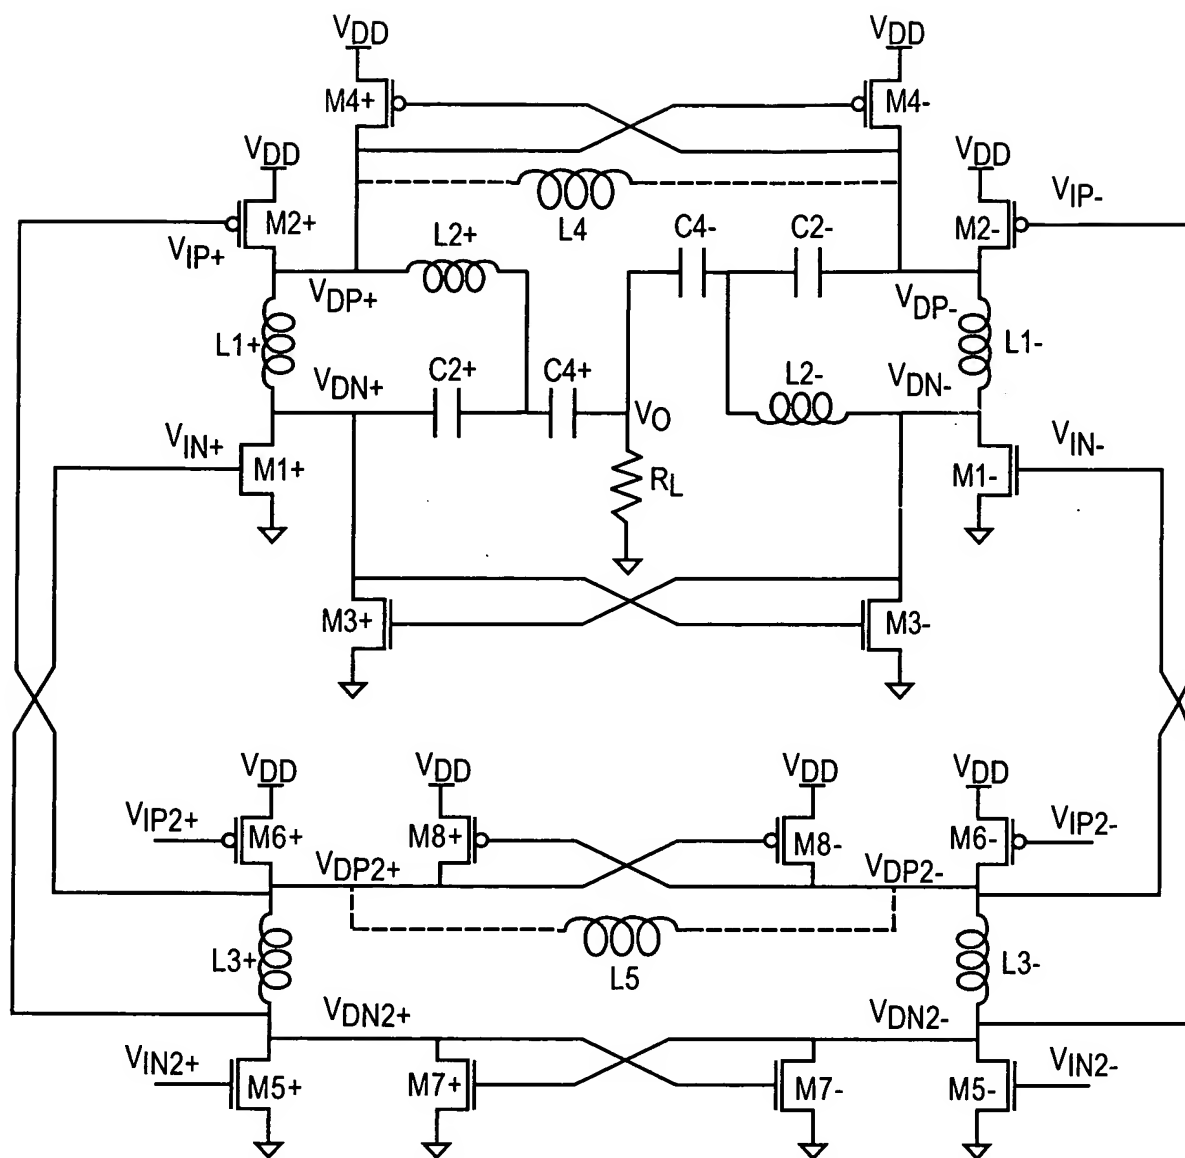 VDD VDD
M4+ M4-
VDD VDD
VIP+ M2+ L2+ L4 C4- C2- M2- VIP-
VDP+ VDP-
L1+ L1-
VDN+ C2+ C4+ L2- VDN-
VIN+ VO VIN-
M1+ RL M1-
M3+ M3-
VDD VDD VDD VDD
VIP2+ M6+ M8+ M8- M6- VIP2-
VDP2+ VDP2-
L3+ L5 L3-
VDN2+ VDN2-
VIN2+ VIN2-
M5+ M7+ M7- M5-